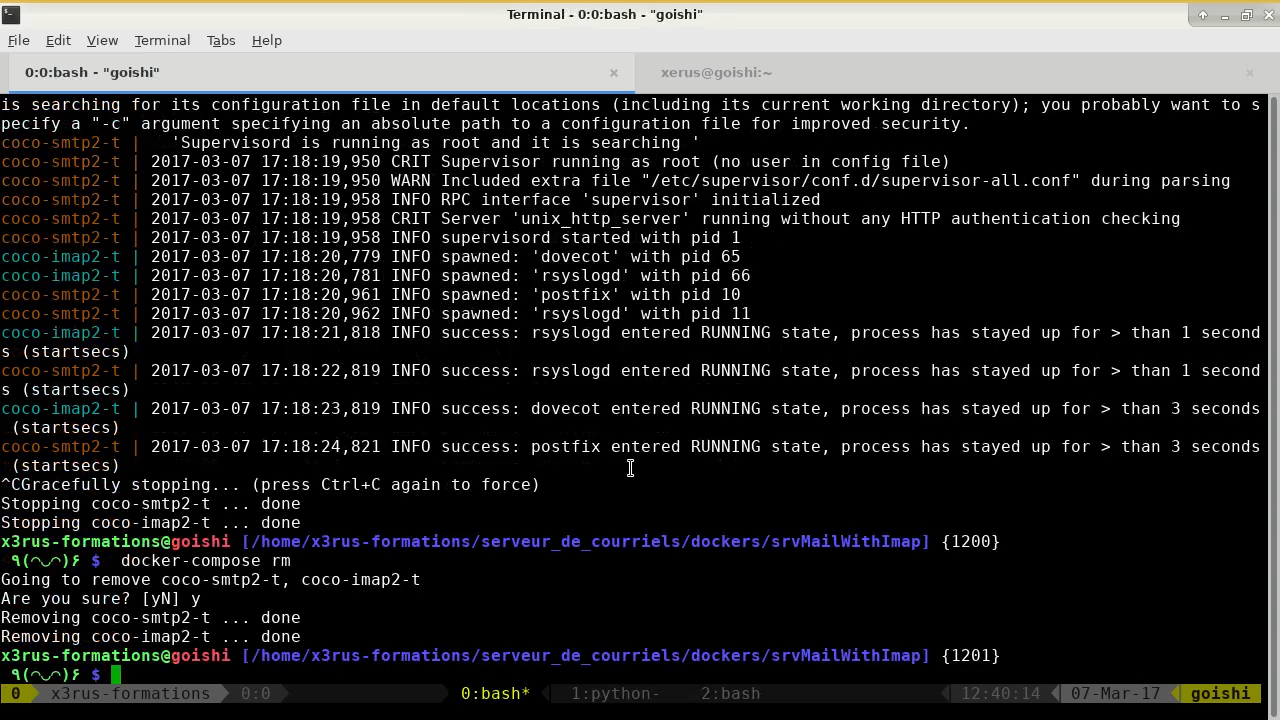 Terminal - 0:0:bash - "goishi"
File Edit View Terminal Tabs Help
0:0:bash - "goishi" × xerus@goishi:~ ×
is searching for its configuration file in default locations (including its current working directory); you probably want to s
pecify a "-c" argument specifying an absolute path to a configuration file for improved security.
coco-smtp2-t |   'Supervisord is running as root and it is searching '
coco-smtp2-t | 2017-03-07 17:18:19,950 CRIT Supervisor running as root (no user in config file)
coco-smtp2-t | 2017-03-07 17:18:19,950 WARN Included extra file "/etc/supervisor/conf.d/supervisor-all.conf" during parsing
coco-smtp2-t | 2017-03-07 17:18:19,958 INFO RPC interface 'supervisor' initialized
coco-smtp2-t | 2017-03-07 17:18:19,958 CRIT Server 'unix_http_server' running without any HTTP authentication checking
coco-smtp2-t | 2017-03-07 17:18:19,958 INFO supervisord started with pid 1
coco-imap2-t | 2017-03-07 17:18:20,779 INFO spawned: 'dovecot' with pid 65
coco-imap2-t | 2017-03-07 17:18:20,781 INFO spawned: 'rsyslogd' with pid 66
coco-smtp2-t | 2017-03-07 17:18:20,961 INFO spawned: 'postfix' with pid 10
coco-smtp2-t | 2017-03-07 17:18:20,962 INFO spawned: 'rsyslogd' with pid 11
coco-imap2-t | 2017-03-07 17:18:21,818 INFO success: rsyslogd entered RUNNING state, process has stayed up for > than 1 second
s (startsecs)
coco-smtp2-t | 2017-03-07 17:18:22,819 INFO success: rsyslogd entered RUNNING state, process has stayed up for > than 1 second
s (startsecs)
coco-imap2-t | 2017-03-07 17:18:23,819 INFO success: dovecot entered RUNNING state, process has stayed up for > than 3 seconds
 (startsecs)
coco-smtp2-t | 2017-03-07 17:18:24,821 INFO success: postfix entered RUNNING state, process has stayed up for > than 3 seconds
 (startsecs)
^CGracefully stopping... (press Ctrl+C again to force)
Stopping coco-smtp2-t ... done
Stopping coco-imap2-t ... done
x3rus-formations@goishi [/home/x3rus-formations/serveur_de_courriels/dockers/srvMailWithImap] {1200}
٩(◠◡◠)۶ $  docker-compose rm
Going to remove coco-smtp2-t, coco-imap2-t
Are you sure? [yN] y
Removing coco-smtp2-t ... done
Removing coco-imap2-t ... done
x3rus-formations@goishi [/home/x3rus-formations/serveur_de_courriels/dockers/srvMailWithImap] {1201}
٩(◠◡◠)۶ $
0 x3rus-formations 0:0 0:bash* 1:python- 2:bash 12:40:14 07-Mar-17 goishi